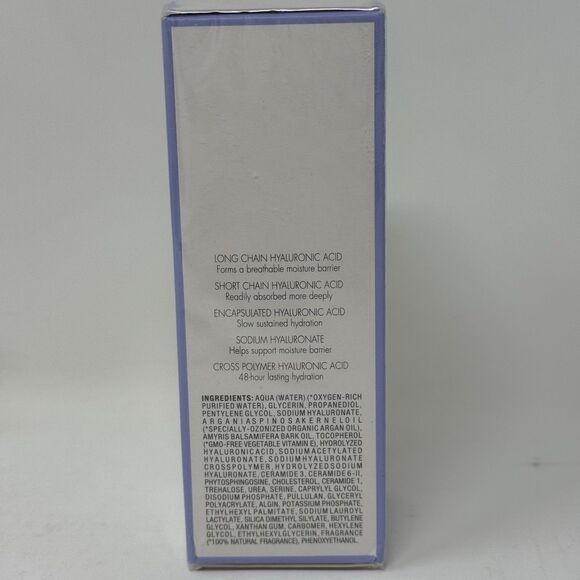 LONG CHAIN HYALURONIC ACID
Forms a breathable moisture barrier
SHORT CHAIN HYALURONIC ACID
Readily absorbed more deeply
ENCAPSULATED HYALURONIC ACID
Slow sustained hydration
SODIUM HYALURONATE
Helps support moisture barrier
CROSS POLYMER HYALURONIC ACID
48-hour lasting hydration
INGREDIENTS: AQUA (WATER) (*OXYGEN-RICH
PURIFIED WATER), GLYCERIN, PROPANEDIOL,
PENTYLENE GLYCOL, SODIUM HYALURONATE,
ARGANIA SPINOSA KERNEL OIL
(*SPECIALLY-OZONIZED ORGANIC ARGAN OIL),
AMYRIS BALSAMIFERA BARK OIL, TOCOPHEROL
(*GMO-FREE VEGETABLE VITAMIN E), HYDROLYZED
HYALURONIC ACID, SODIUM ACETYLATED
HYALURONATE, SODIUM HYALURONATE
CROSSPOLYMER, HYDROLYZED SODIUM
HYALURONATE, CERAMIDE 3, CERAMIDE 6-II,
PHYTOSPHINGOSINE, CHOLESTEROL, CERAMIDE 1,
TREHALOSE, UREA, SERINE, CAPRYLYL GLYCOL,
DISODIUM PHOSPHATE, PULLULAN, GLYCERYL
POLYACRYLATE, ALGIN, POTASSIUM PHOSPHATE,
ETHYLHEXYL PALMITATE, SODIUM LAUROYL
LACTYLATE, SILICA DIMETHYL SILYLATE, BUTYLENE
GLYCOL, XANTHAN GUM, CARBOMER, HEXYLENE
GLYCOL, ETHYLHEXYLGLYCERIN, FRAGRANCE
(*100% NATURAL FRAGRANCE), PHENOXYETHANOL.